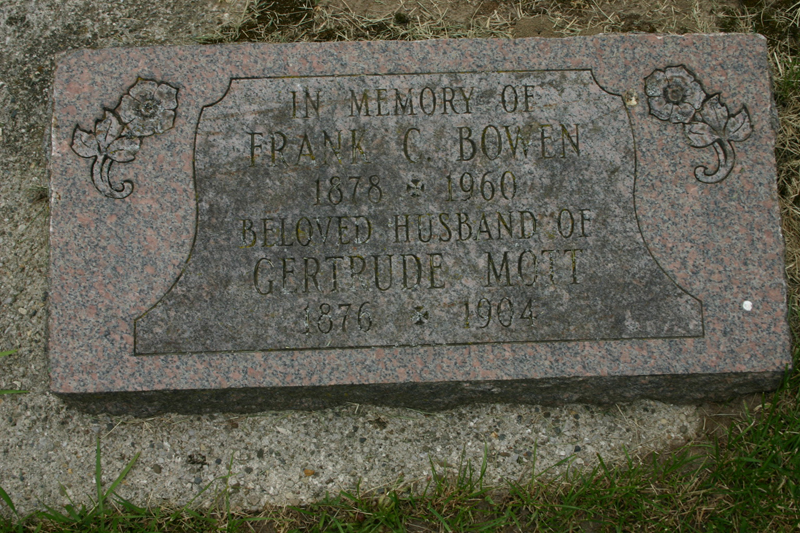 IN MEMORY OF
FRANK C. BOWEN
1878 ✠ 1960
BELOVED HUSBAND OF
GERTRUDE MOTT
1876 ✠ 1904